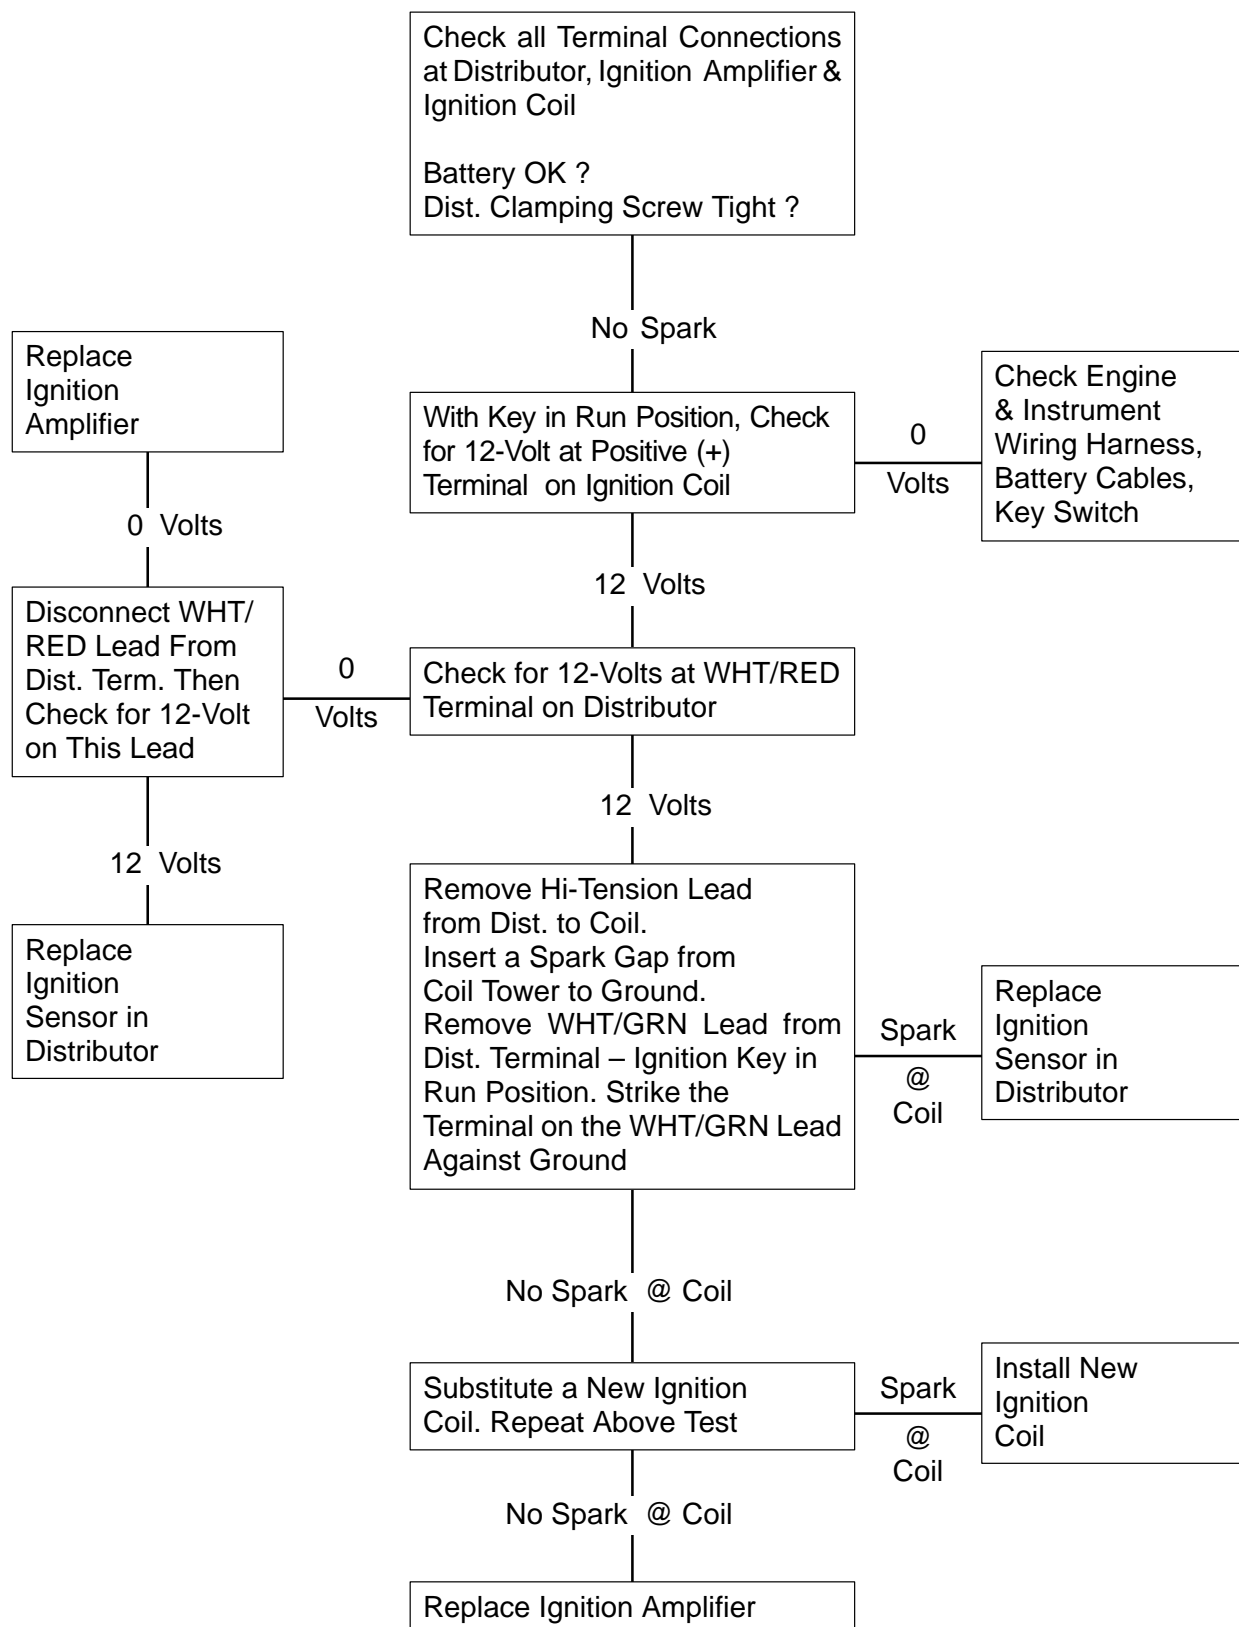 Check all Terminal Connections
at Distributor, Ignition Amplifier &
Ignition Coil
Battery OK ?
Dist. Clamping Screw Tight ?
No Spark
Replace
Ignition
Amplifier
With Key in Run Position, Check
for 12-Volt at Positive (+)
Terminal on Ignition Coil
0
Volts
Check Engine
& Instrument
Wiring Harness,
Battery Cables,
Key Switch
0 Volts
12 Volts
Disconnect WHT/
RED Lead From
Dist. Term. Then
Check for 12-Volt
on This Lead
0
Volts
Check for 12-Volts at WHT/RED
Terminal on Distributor
12 Volts
12 Volts
Replace
Ignition
Sensor in
Distributor
Remove Hi-Tension Lead
from Dist. to Coil.
Insert a Spark Gap from
Coil Tower to Ground.
Remove WHT/GRN Lead from
Dist. Terminal – Ignition Key in
Run Position. Strike the
Terminal on the WHT/GRN Lead
Against Ground
Spark
@
Coil
Replace
Ignition
Sensor in
Distributor
No Spark @ Coil
Substitute a New Ignition
Coil. Repeat Above Test
Spark
@
Coil
Install New
Ignition
Coil
No Spark @ Coil
Replace Ignition Amplifier